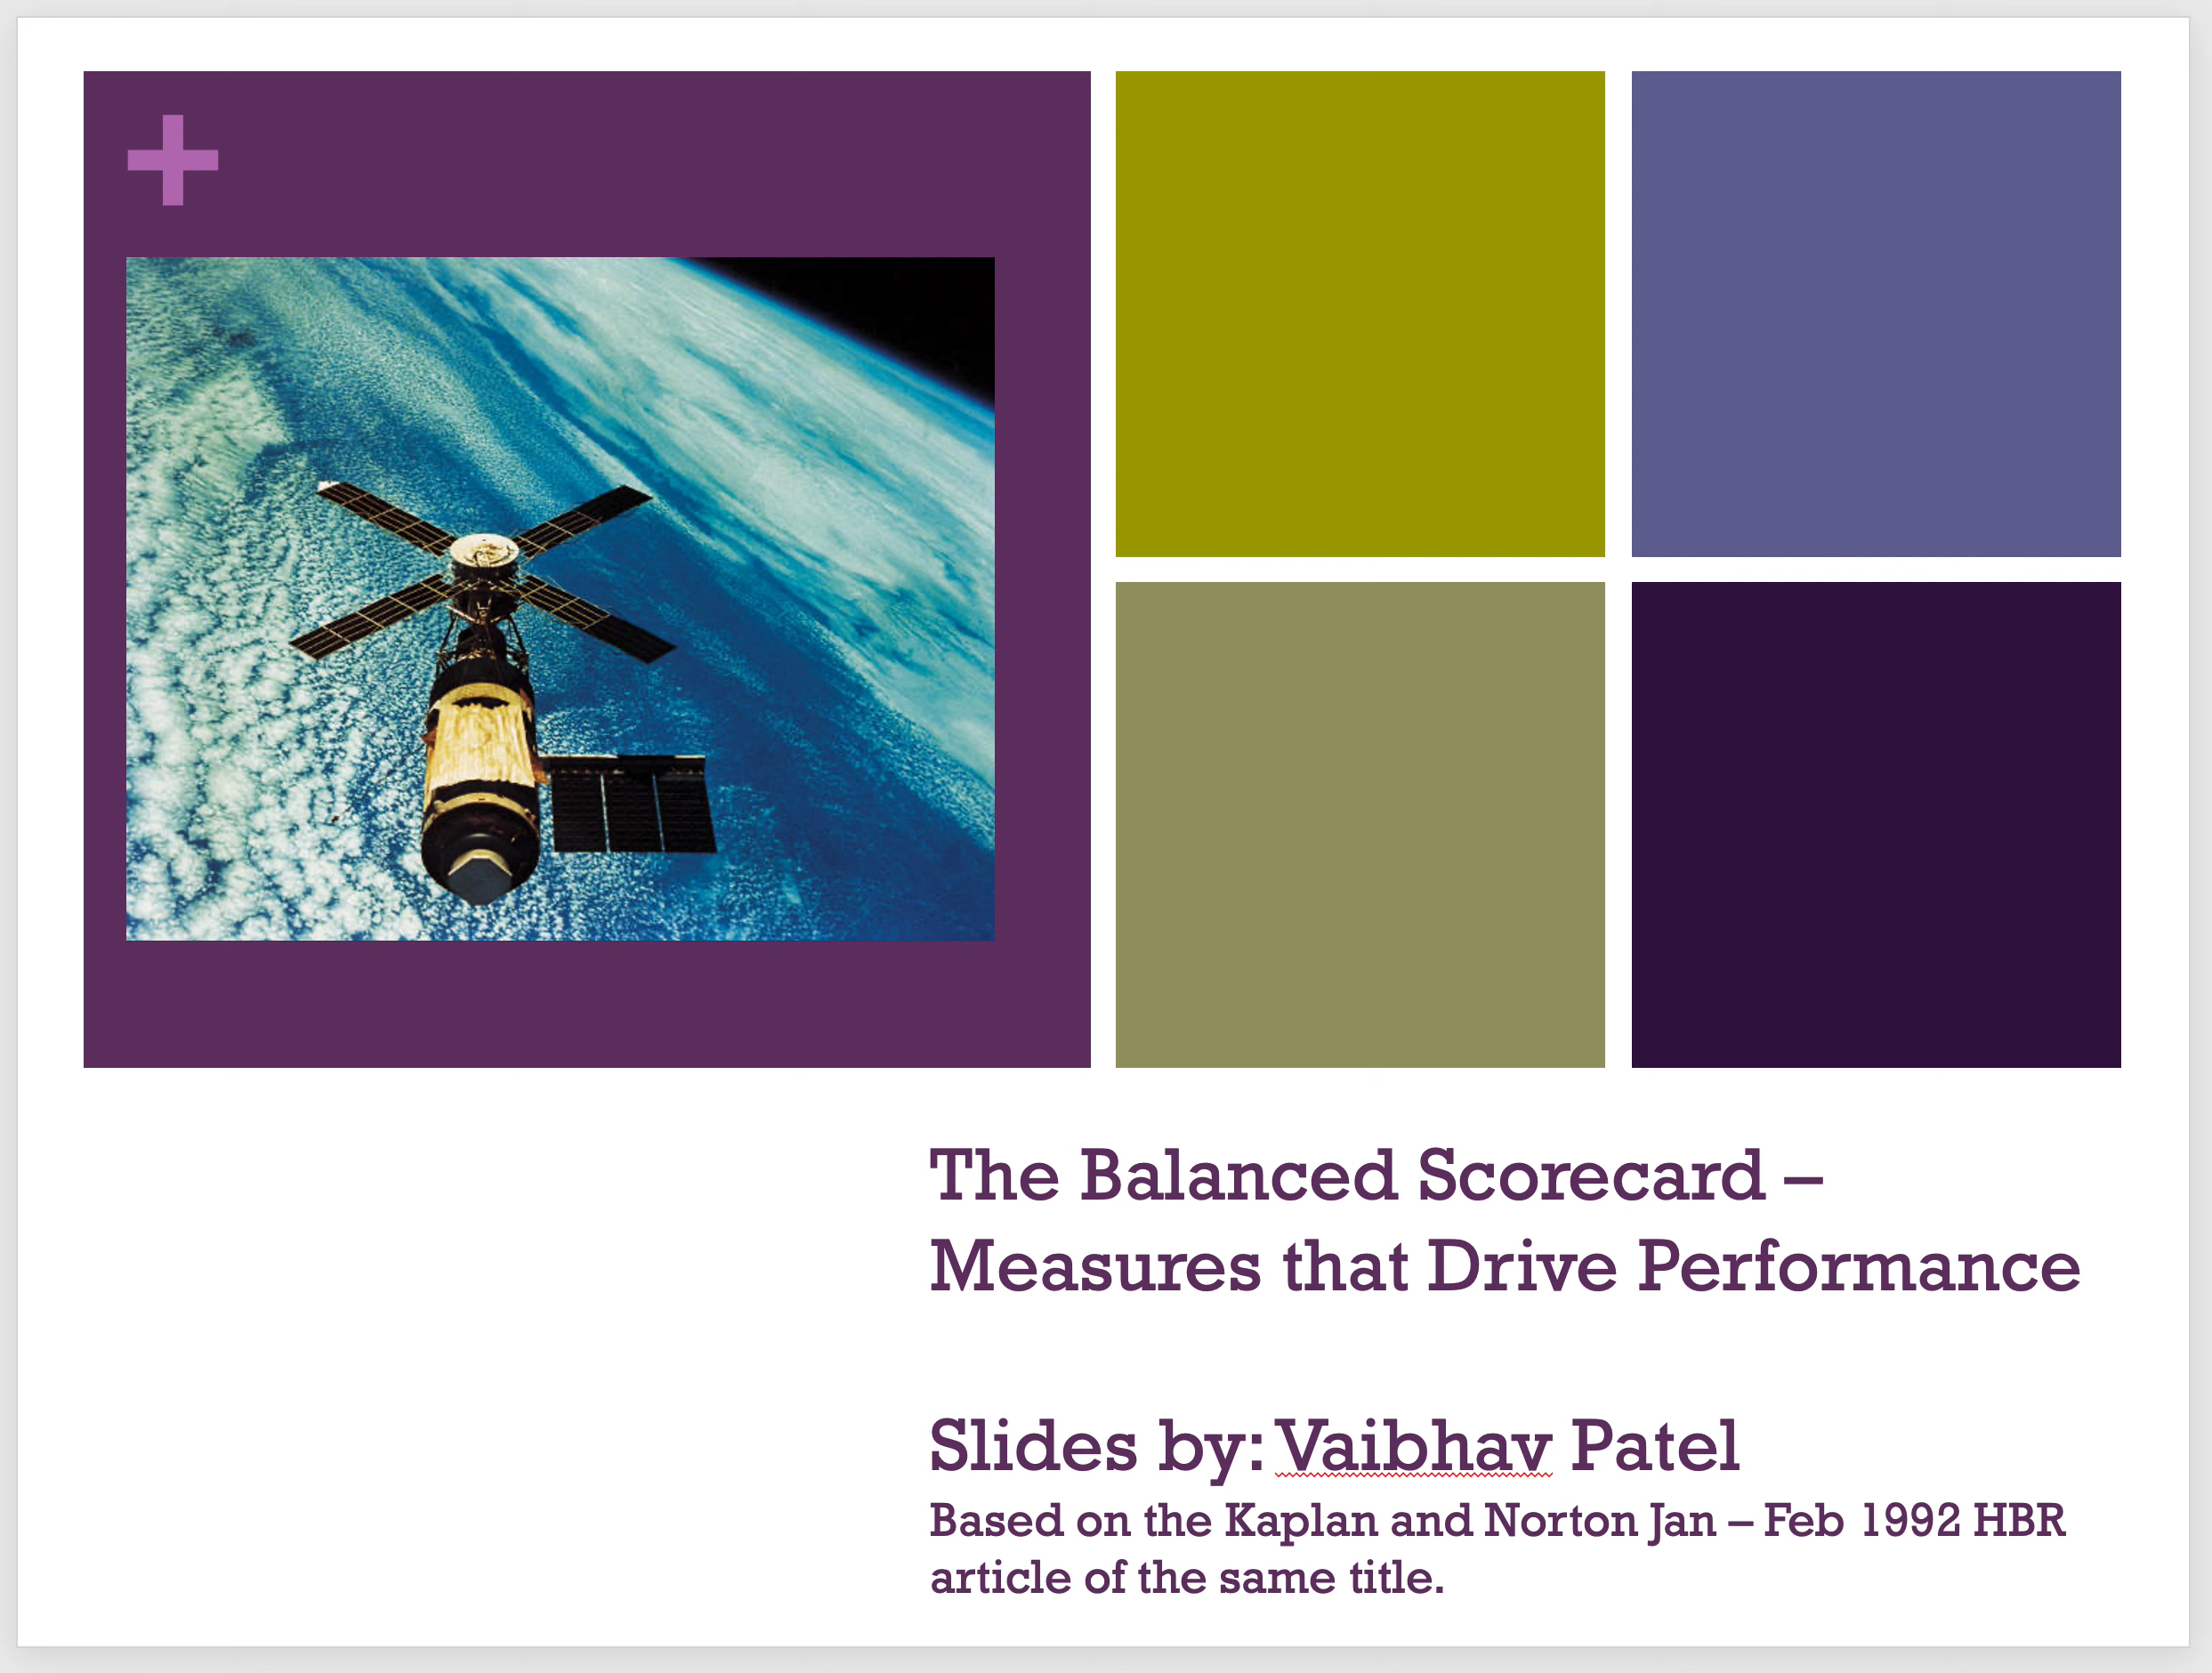 The Balanced Scorecard –
Measures that Drive Performance
Slides by: Vaibhav Patel
Based on the Kaplan and Norton Jan – Feb 1992 HBR
article of the same title.